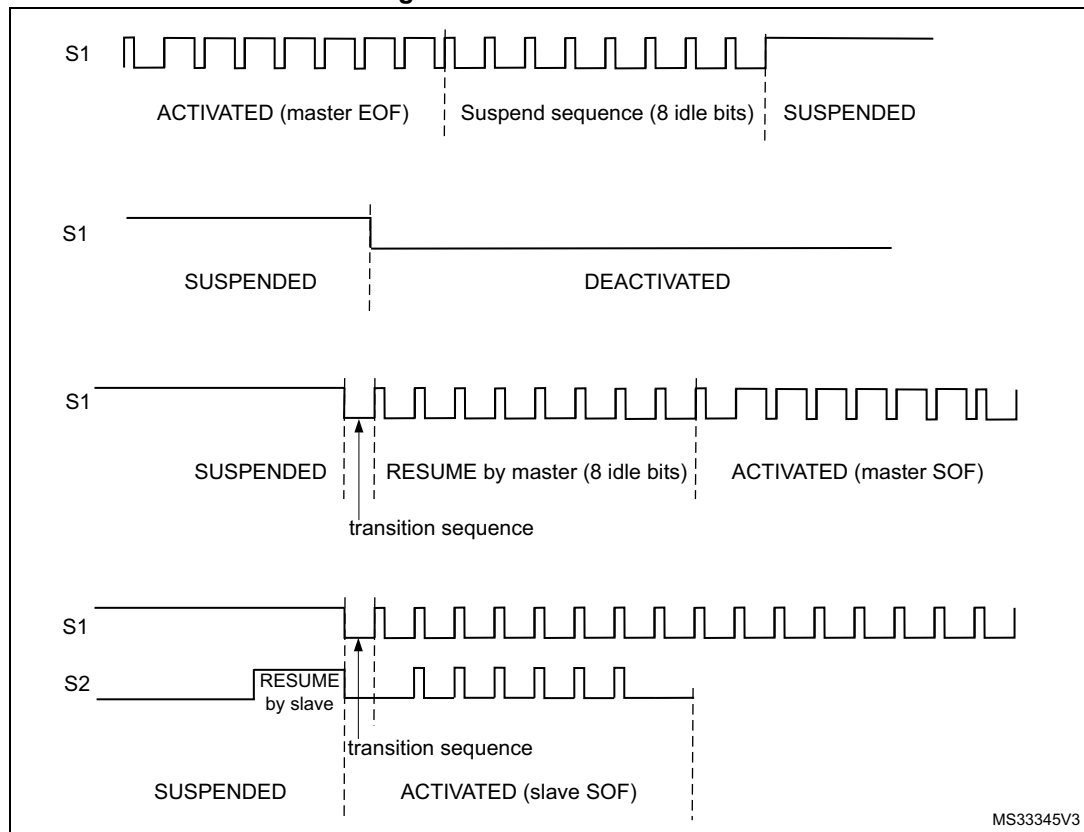 S1
ACTIVATED (master EOF) Suspend sequence (8 idle bits) SUSPENDED
S1
SUSPENDED DEACTIVATED
S1
SUSPENDED RESUME by master (8 idle bits) ACTIVATED (master SOF)
transition sequence
S1
S2
RESUME
by slave
transition sequence
SUSPENDED ACTIVATED (slave SOF)
MS33345V3